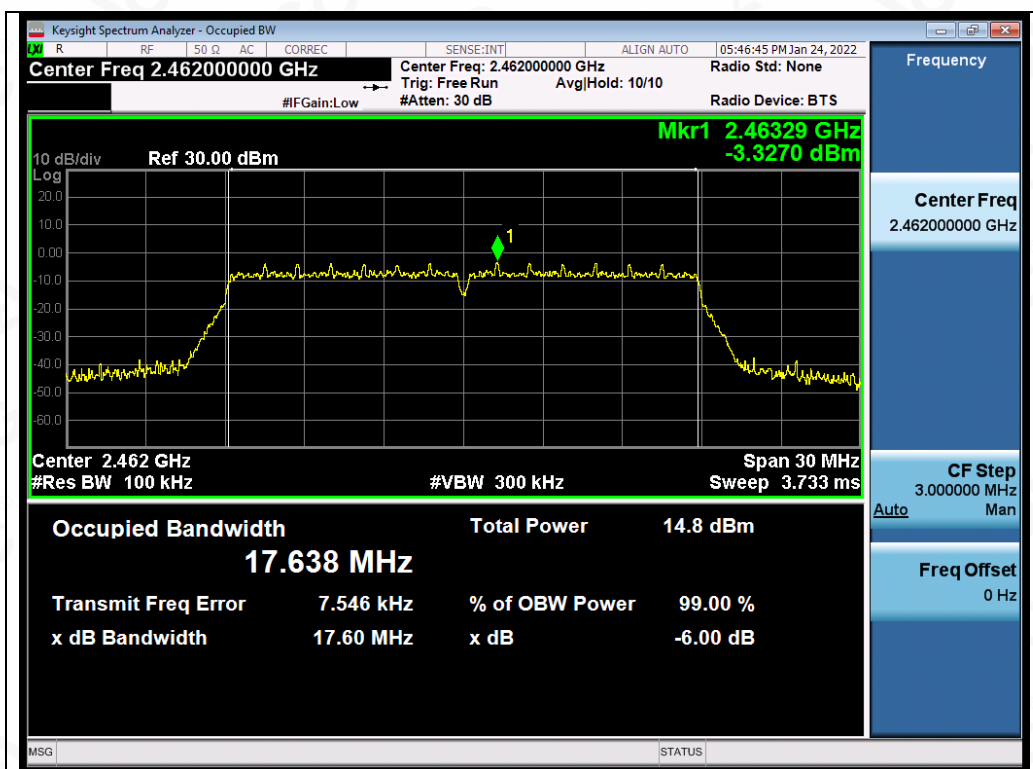 Keysight Spectrum Analyzer - Occupied BW
LXI R RF 50 Ω AC CORREC SENSE:INT ALIGN AUTO 05:46:45 PM Jan 24, 2022
Center Freq 2.462000000 GHz
Center Freq: 2.462000000 GHz
Radio Std: None
Trig: Free Run Avg|Hold: 10/10
#IFGain:Low
#Atten: 30 dB
Radio Device: BTS
Frequency
Mkr1 2.46329 GHz
-3.3270 dBm
10 dB/div Ref 30.00 dBm
Log
20.0
10.0
0.00
-10.0
-20.0
-30.0
-40.0
-50.0
-60.0
1
Center 2.462 GHz Span 30 MHz
#Res BW 100 kHz #VBW 300 kHz Sweep 3.733 ms
Center Freq
2.462000000 GHz
CF Step
3.000000 MHz
Auto Man
Freq Offset
0 Hz
Occupied Bandwidth Total Power 14.8 dBm
17.638 MHz
Transmit Freq Error 7.546 kHz % of OBW Power 99.00 %
x dB Bandwidth 17.60 MHz x dB -6.00 dB
MSG STATUS